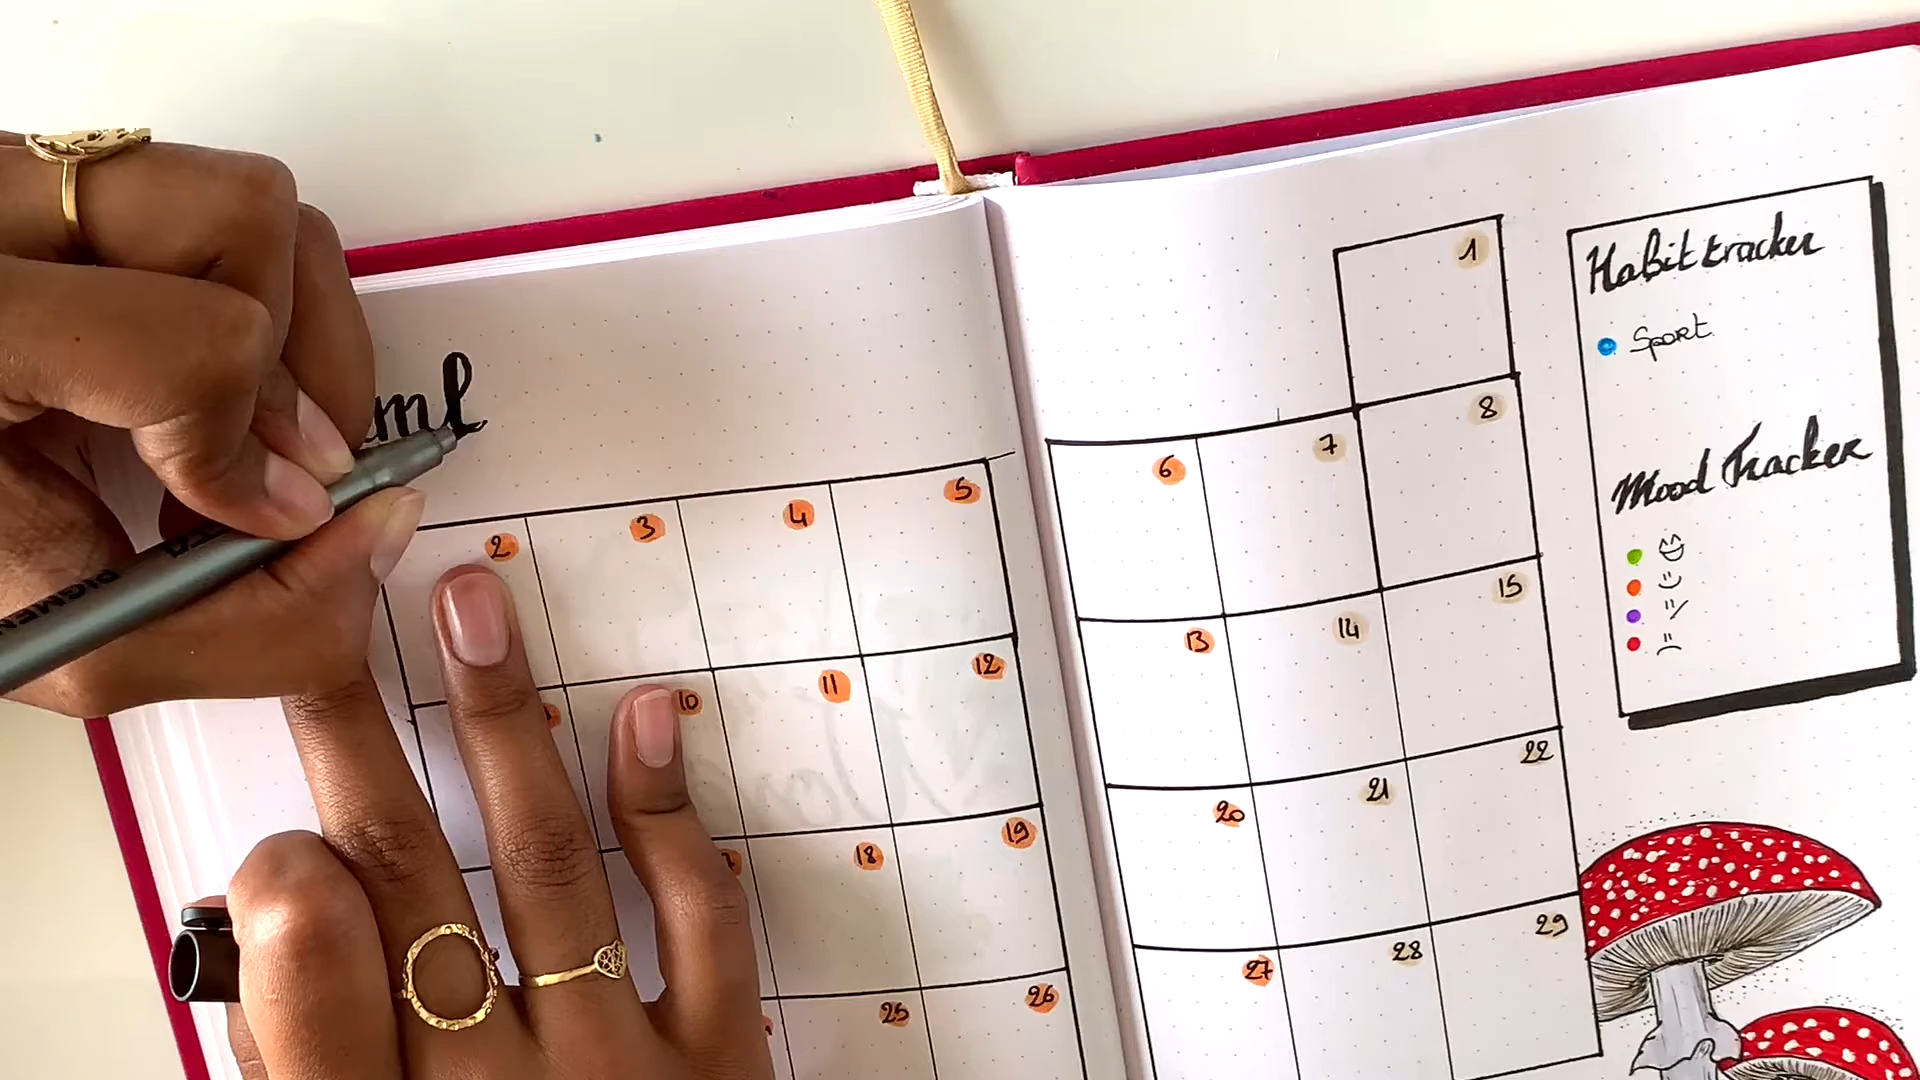 2 3 4 5
10 11 12
18 19
25 26
1
6 7 8
13 14 15
20 21 22
27 28 29
Habit tracker
Sport
Mood Tracker